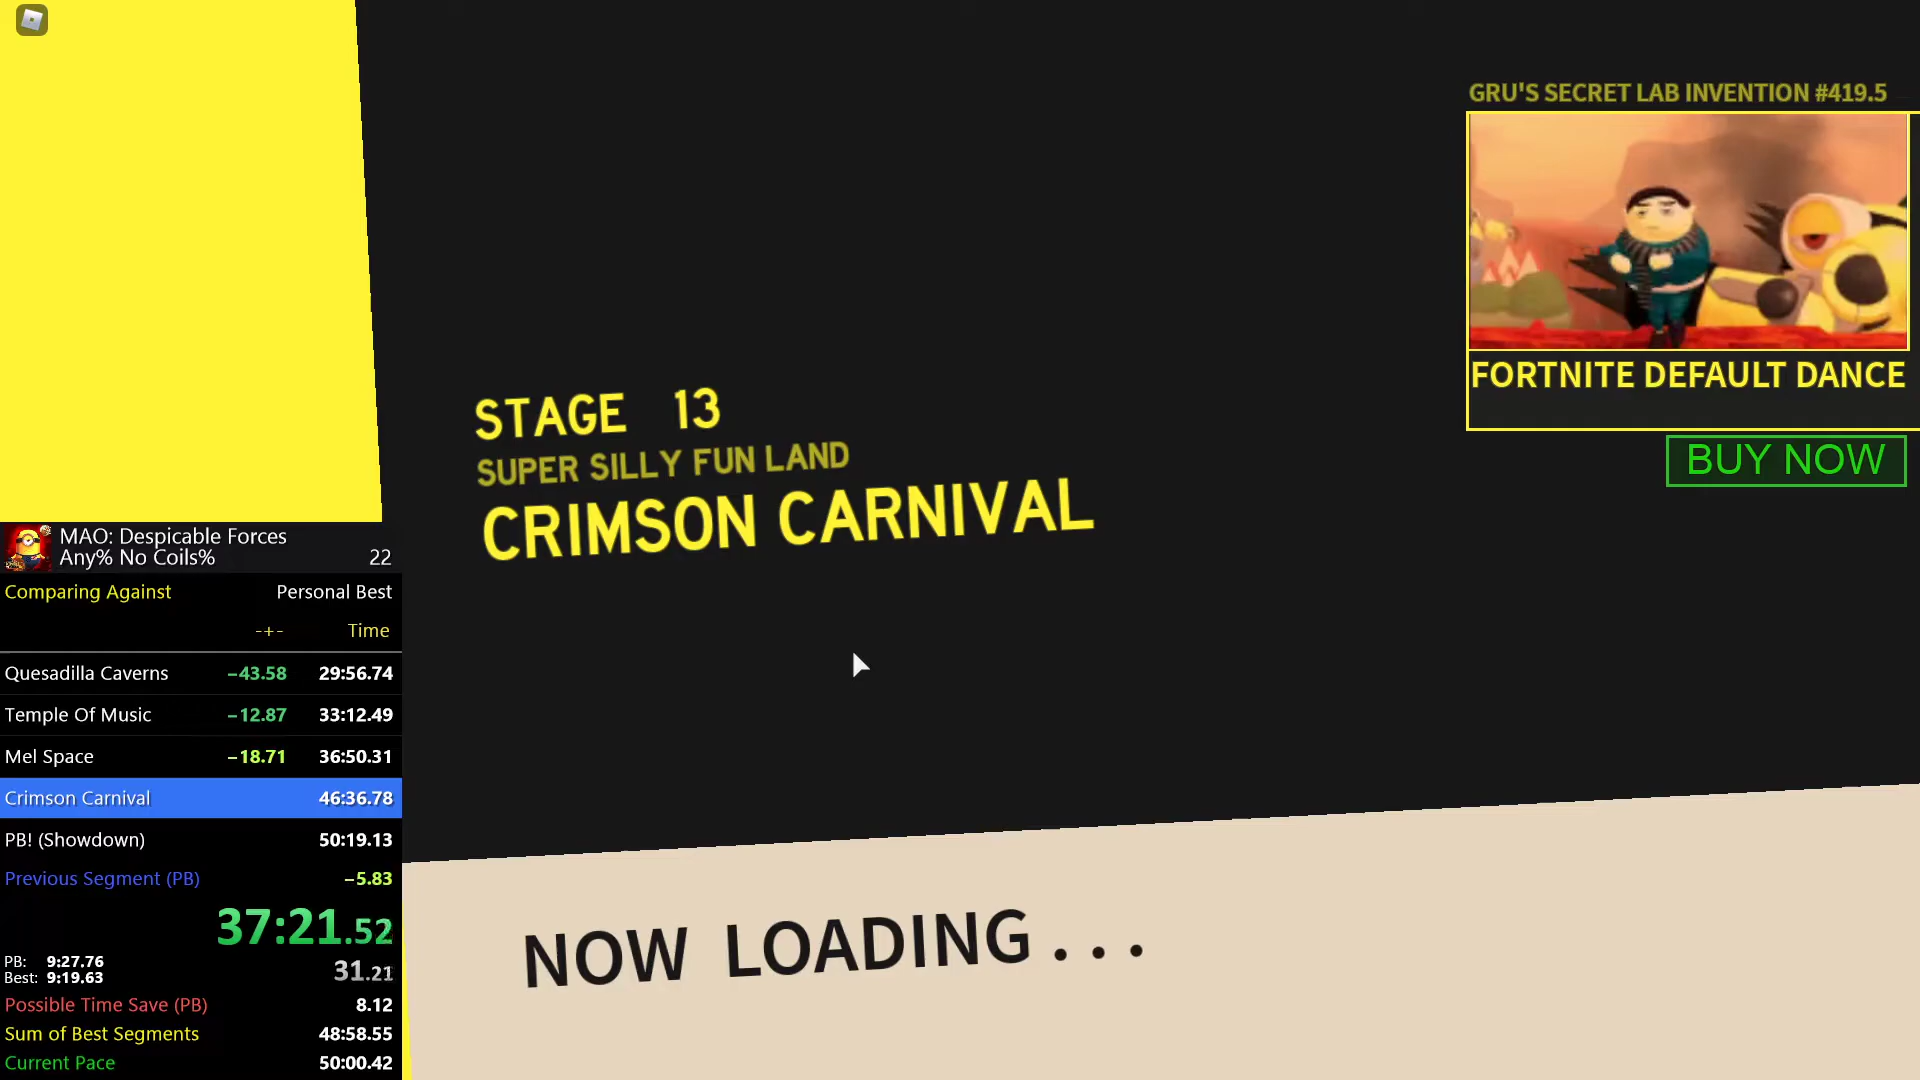 GRU'S SECRET LAB INVENTION #419.5
FORTNITE DEFAULT DANCE
BUY NOW
STAGE 13
SUPER SILLY FUN LAND
CRIMSON CARNIVAL
MAO: Despicable Forces
Any% No Coils% 22
Comparing Against Personal Best
-+- Time
Quesadilla Caverns −43.58 29:56.74
Temple Of Music −12.87 33:12.49
Mel Space −18.71 36:50.31
Crimson Carnival 46:36.78
PB! (Showdown) 50:19.13
Previous Segment (PB) −5.83
37:21.52
PB: 9:27.76
Best: 9:19.63
31.21
Possible Time Save (PB) 8.12
Sum of Best Segments 48:58.55
Current Pace 50:00.42
NOW LOADING...